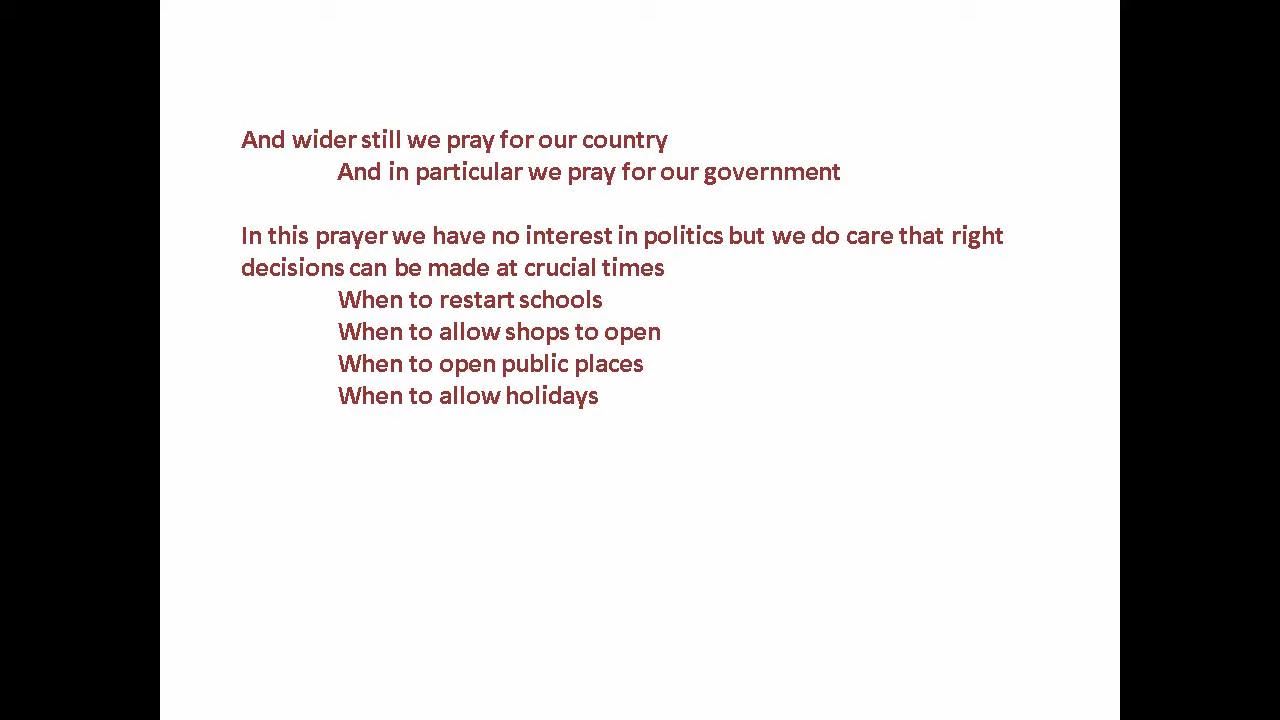 And wider still we pray for our country
And in particular we pray for our government
In this prayer we have no interest in politics but we do care that right
decisions can be made at crucial times
When to restart schools
When to allow shops to open
When to open public places
When to allow holidays